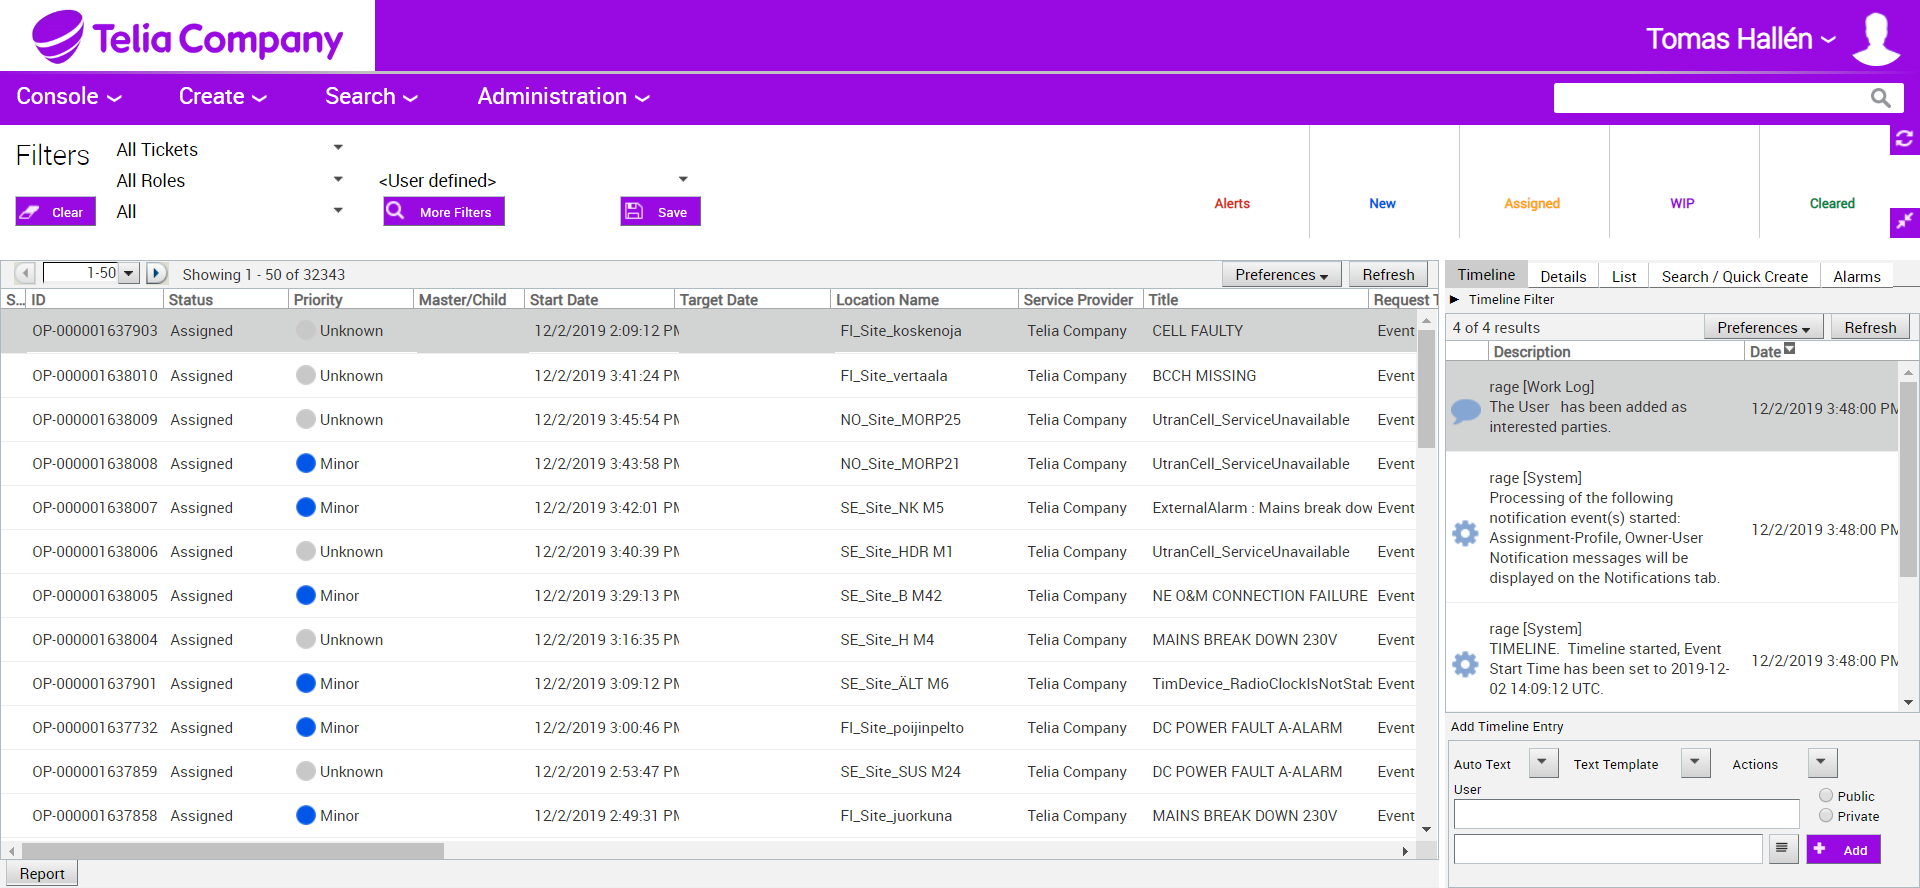 Telia Company
Tomas Hallén
Console Create Search Administration
Filters
All Tickets
All Roles
<User defined>
Clear
All
More Filters
Save
Alerts
New
Assigned
WIP
Cleared
1-50
Showing 1 - 50 of 32343
Preferences
Refresh
S... ID Status Priority Master/Child Start Date Target Date Location Name Service Provider Title Request T
OP-000001637903 Assigned Unknown 12/2/2019 2:09:12 PM FI_Site_koskenoja Telia Company CELL FAULTY Event
OP-000001638010 Assigned Unknown 12/2/2019 3:41:24 PM FI_Site_vertaala Telia Company BCCH MISSING Event
OP-000001638009 Assigned Unknown 12/2/2019 3:45:54 PM NO_Site_MORP25 Telia Company UtranCell_ServiceUnavailable Event
OP-000001638008 Assigned Minor 12/2/2019 3:43:58 PM NO_Site_MORP21 Telia Company UtranCell_ServiceUnavailable Event
OP-000001638007 Assigned Minor 12/2/2019 3:42:01 PM SE_Site_NK M5 Telia Company ExternalAlarm : Mains break dow Event
OP-000001638006 Assigned Unknown 12/2/2019 3:40:39 PM SE_Site_HDR M1 Telia Company UtranCell_ServiceUnavailable Event
OP-000001638005 Assigned Minor 12/2/2019 3:29:13 PM SE_Site_B M42 Telia Company NE O&M CONNECTION FAILURE Event
OP-000001638004 Assigned Unknown 12/2/2019 3:16:35 PM SE_Site_H M4 Telia Company MAINS BREAK DOWN 230V Event
OP-000001637901 Assigned Minor 12/2/2019 3:09:12 PM SE_Site_ÄLT M6 Telia Company TimDevice_RadioClockIsNotStab Event
OP-000001637732 Assigned Minor 12/2/2019 3:00:46 PM FI_Site_poijinpelto Telia Company DC POWER FAULT A-ALARM Event
OP-000001637859 Assigned Unknown 12/2/2019 2:53:47 PM SE_Site_SUS M24 Telia Company DC POWER FAULT A-ALARM Event
OP-000001637858 Assigned Minor 12/2/2019 2:49:31 PM FI_Site_juorkuna Telia Company MAINS BREAK DOWN 230V Event
Report
Timeline Details List Search / Quick Create Alarms
Timeline Filter
4 of 4 results
Preferences
Refresh
Description Date
rage [Work Log]
The User has been added as
interested parties.
12/2/2019 3:48:00 PM
rage [System]
Processing of the following
notification event(s) started:
Assignment-Profile, Owner-User
Notification messages will be
displayed on the Notifications tab.
12/2/2019 3:48:00 PM
rage [System]
TIMELINE. Timeline started, Event
Start Time has been set to 2019-12-
02 14:09:12 UTC.
12/2/2019 3:48:00 PM
Add Timeline Entry
Auto Text
Text Template
Actions
User
Public
Private
Add